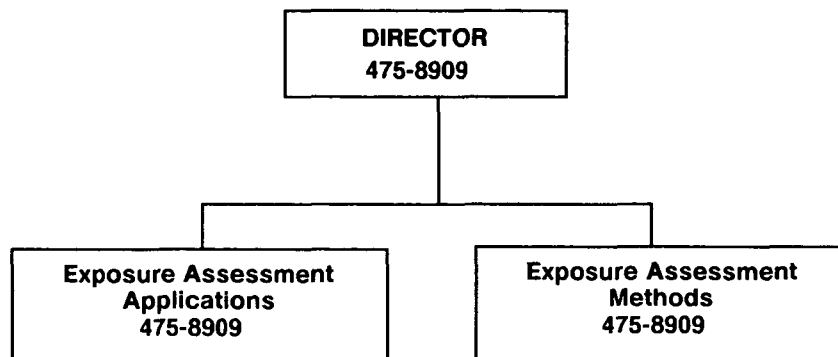 DIRECTOR
475-8909
Exposure Assessment
Applications
475-8909
Exposure Assessment
Methods
475-8909